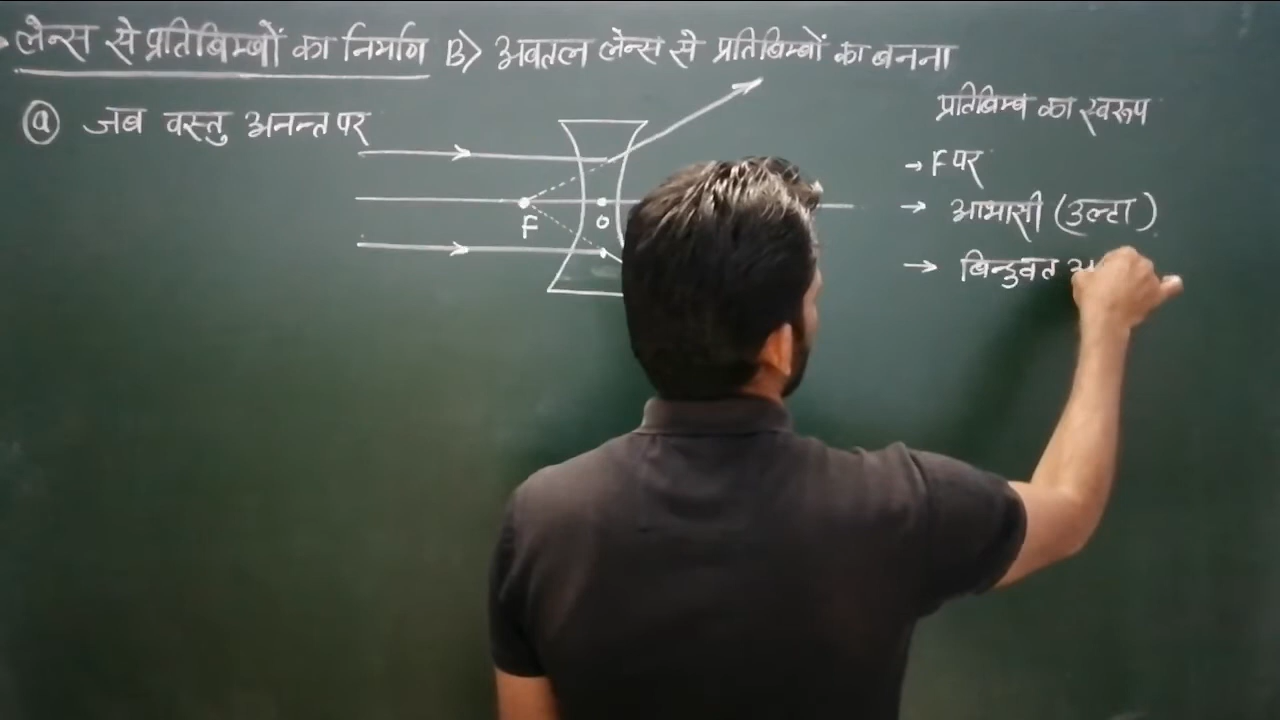 लेन्स से प्रतिबिम्बों का निर्माण B> अवतल लेन्स से प्रतिबिम्बों का बनना
ⓐ जब वस्तु अनन्त पर
F
O
प्रतिबिम्ब का स्वरूप
→ F पर
→ आभासी (उल्टा)
→ बिन्दुवत